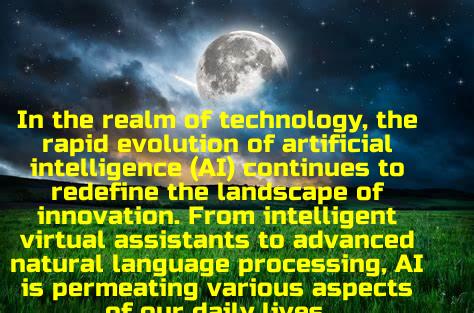 In the realm of technology, the
rapid evolution of artificial
intelligence (AI) continues to
redefine the landscape of
innovation. From intelligent
virtual assistants to advanced
natural language processing, AI
is permeating various aspects
of our daily lives